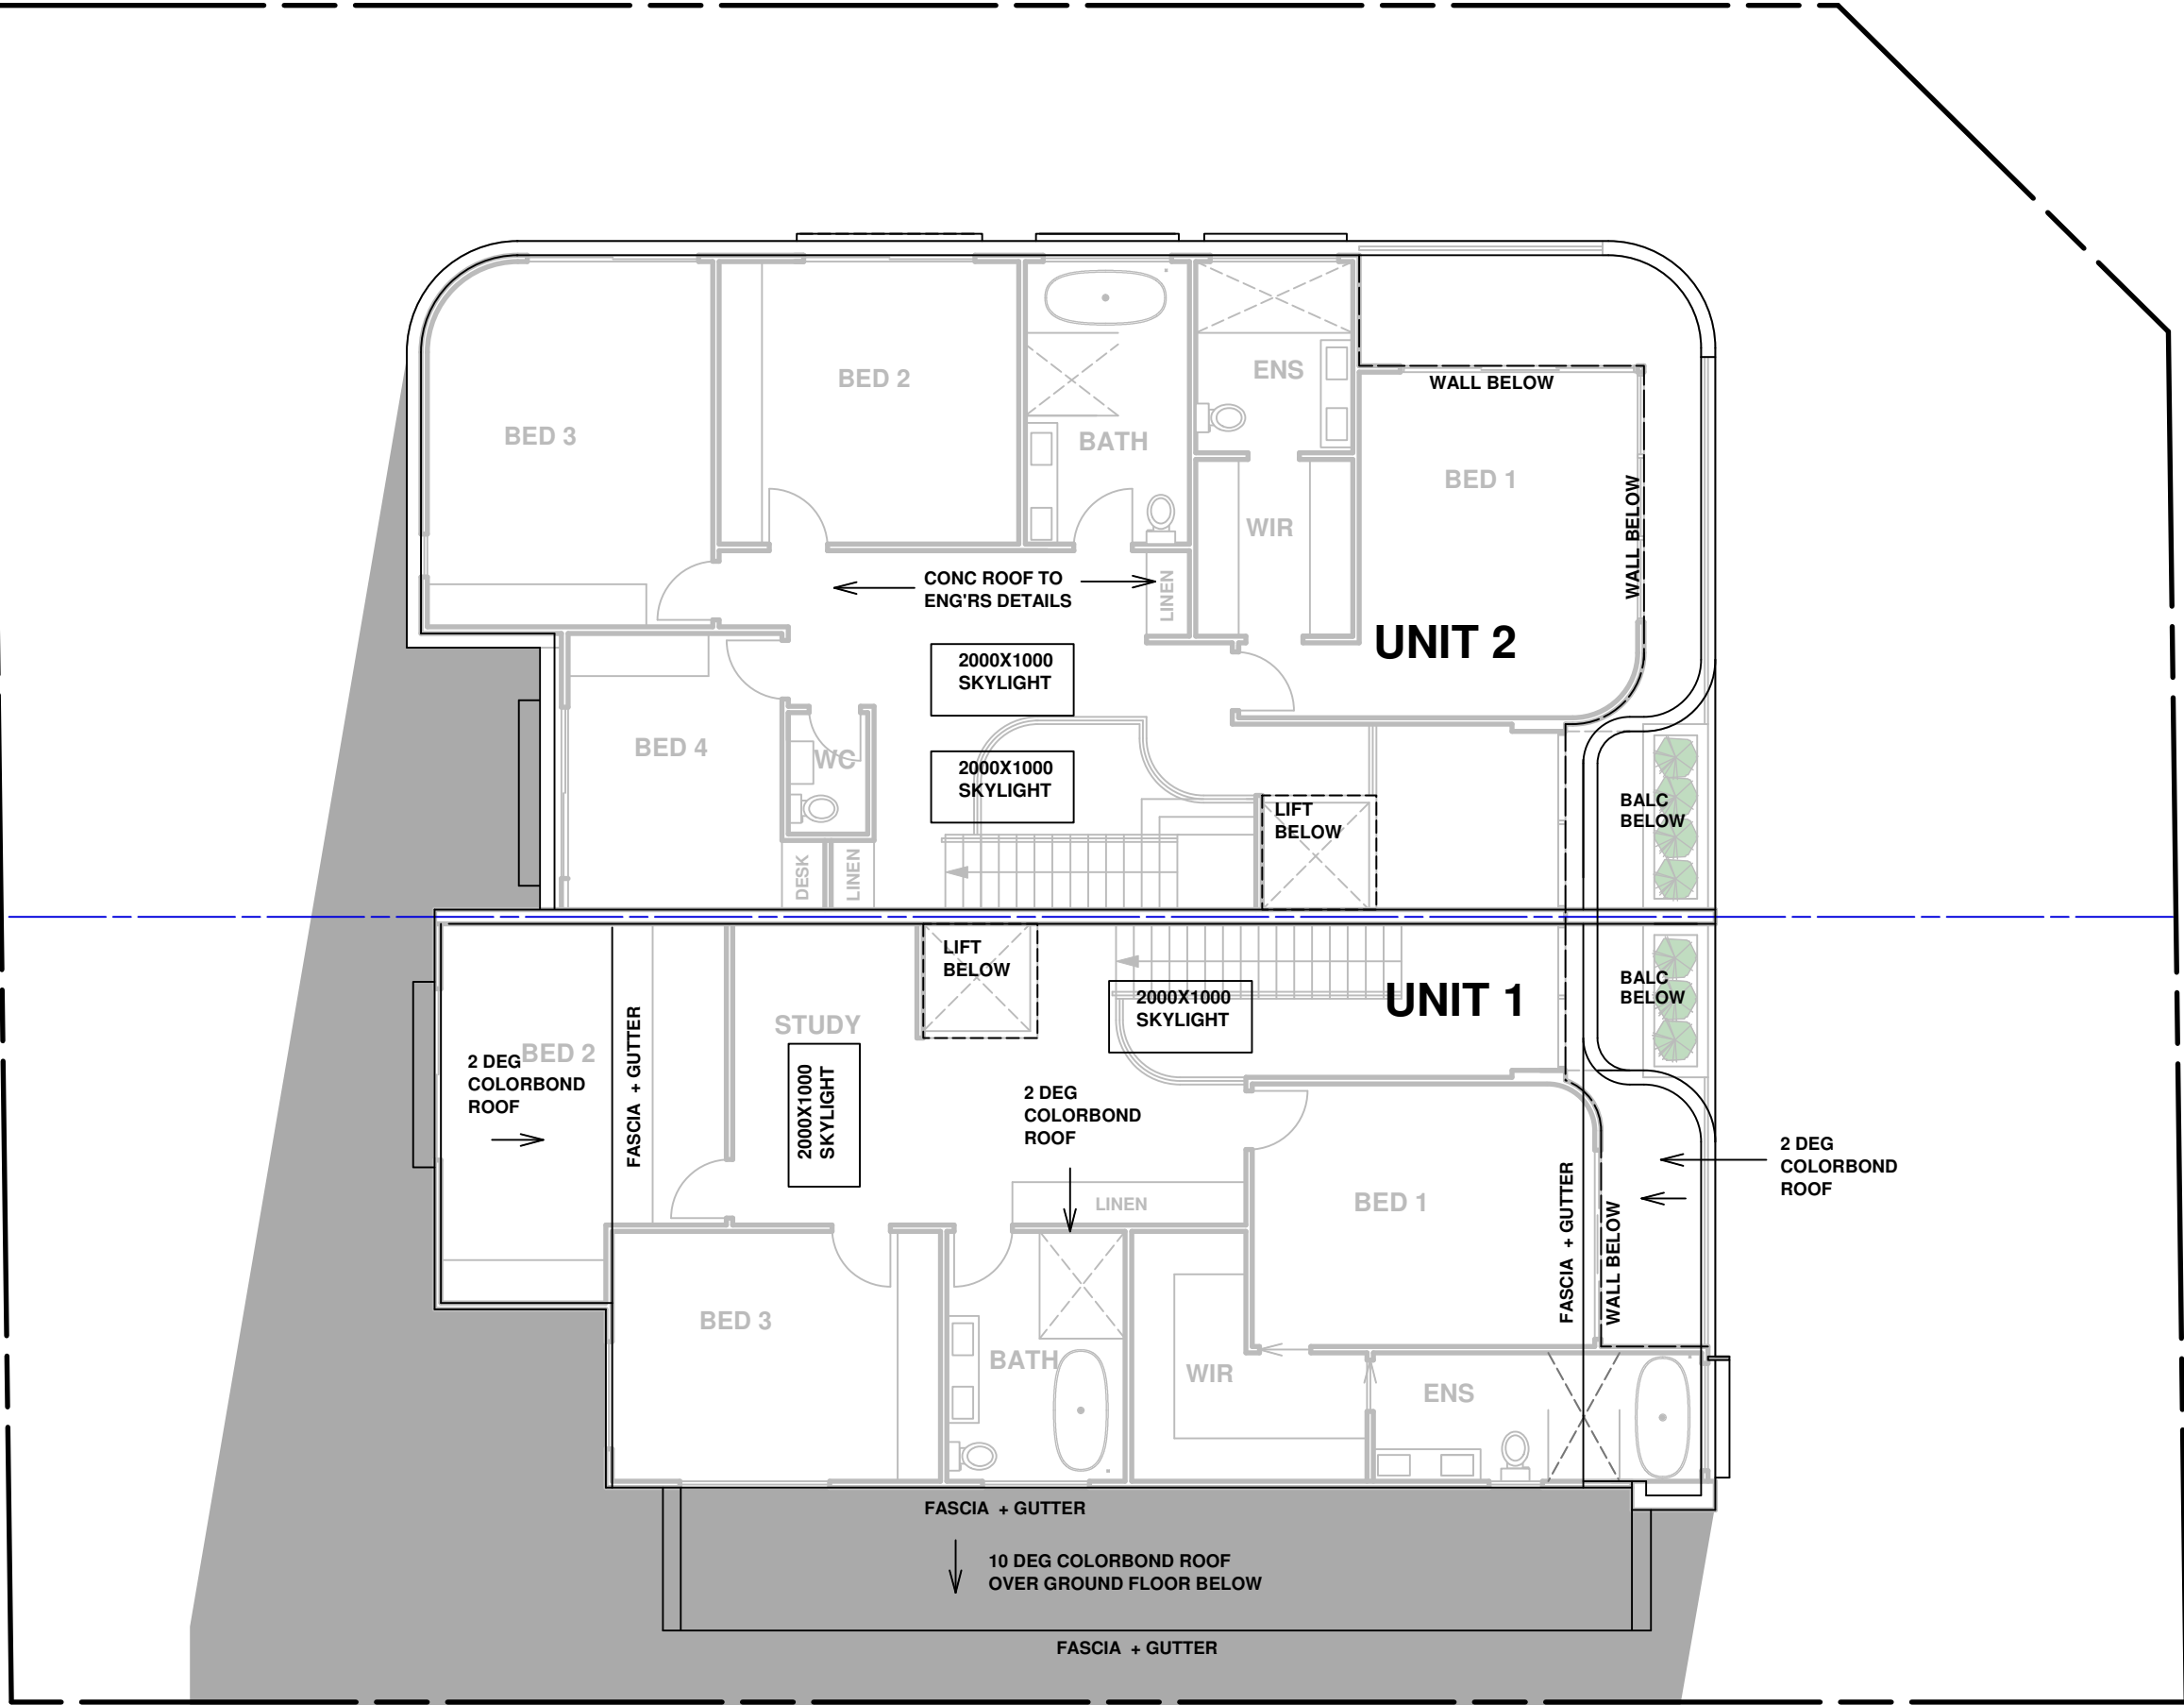 BED 3
BED 2
BATH
ENS
WALL BELOW
BED 1
WALL BELOW
WIR
CONC ROOF TO
ENG'RS DETAILS
LINEN
UNIT 2
2000X1000
SKYLIGHT
BED 4
WC
2000X1000
SKYLIGHT
LIFT
BELOW
BALC
BELOW
DESK
LINEN
LIFT
BELOW
UNIT 1
BALC
BELOW
2000X1000
SKYLIGHT
STUDY
BED 2
2 DEG
COLORBOND
ROOF
FASCIA + GUTTER
2000X1000
SKYLIGHT
2 DEG
COLORBOND
ROOF
2 DEG
COLORBOND
ROOF
LINEN
BED 1
FASCIA + GUTTER
WALL BELOW
BED 3
BATH
WIR
ENS
FASCIA + GUTTER
10 DEG COLORBOND ROOF
OVER GROUND FLOOR BELOW
FASCIA + GUTTER